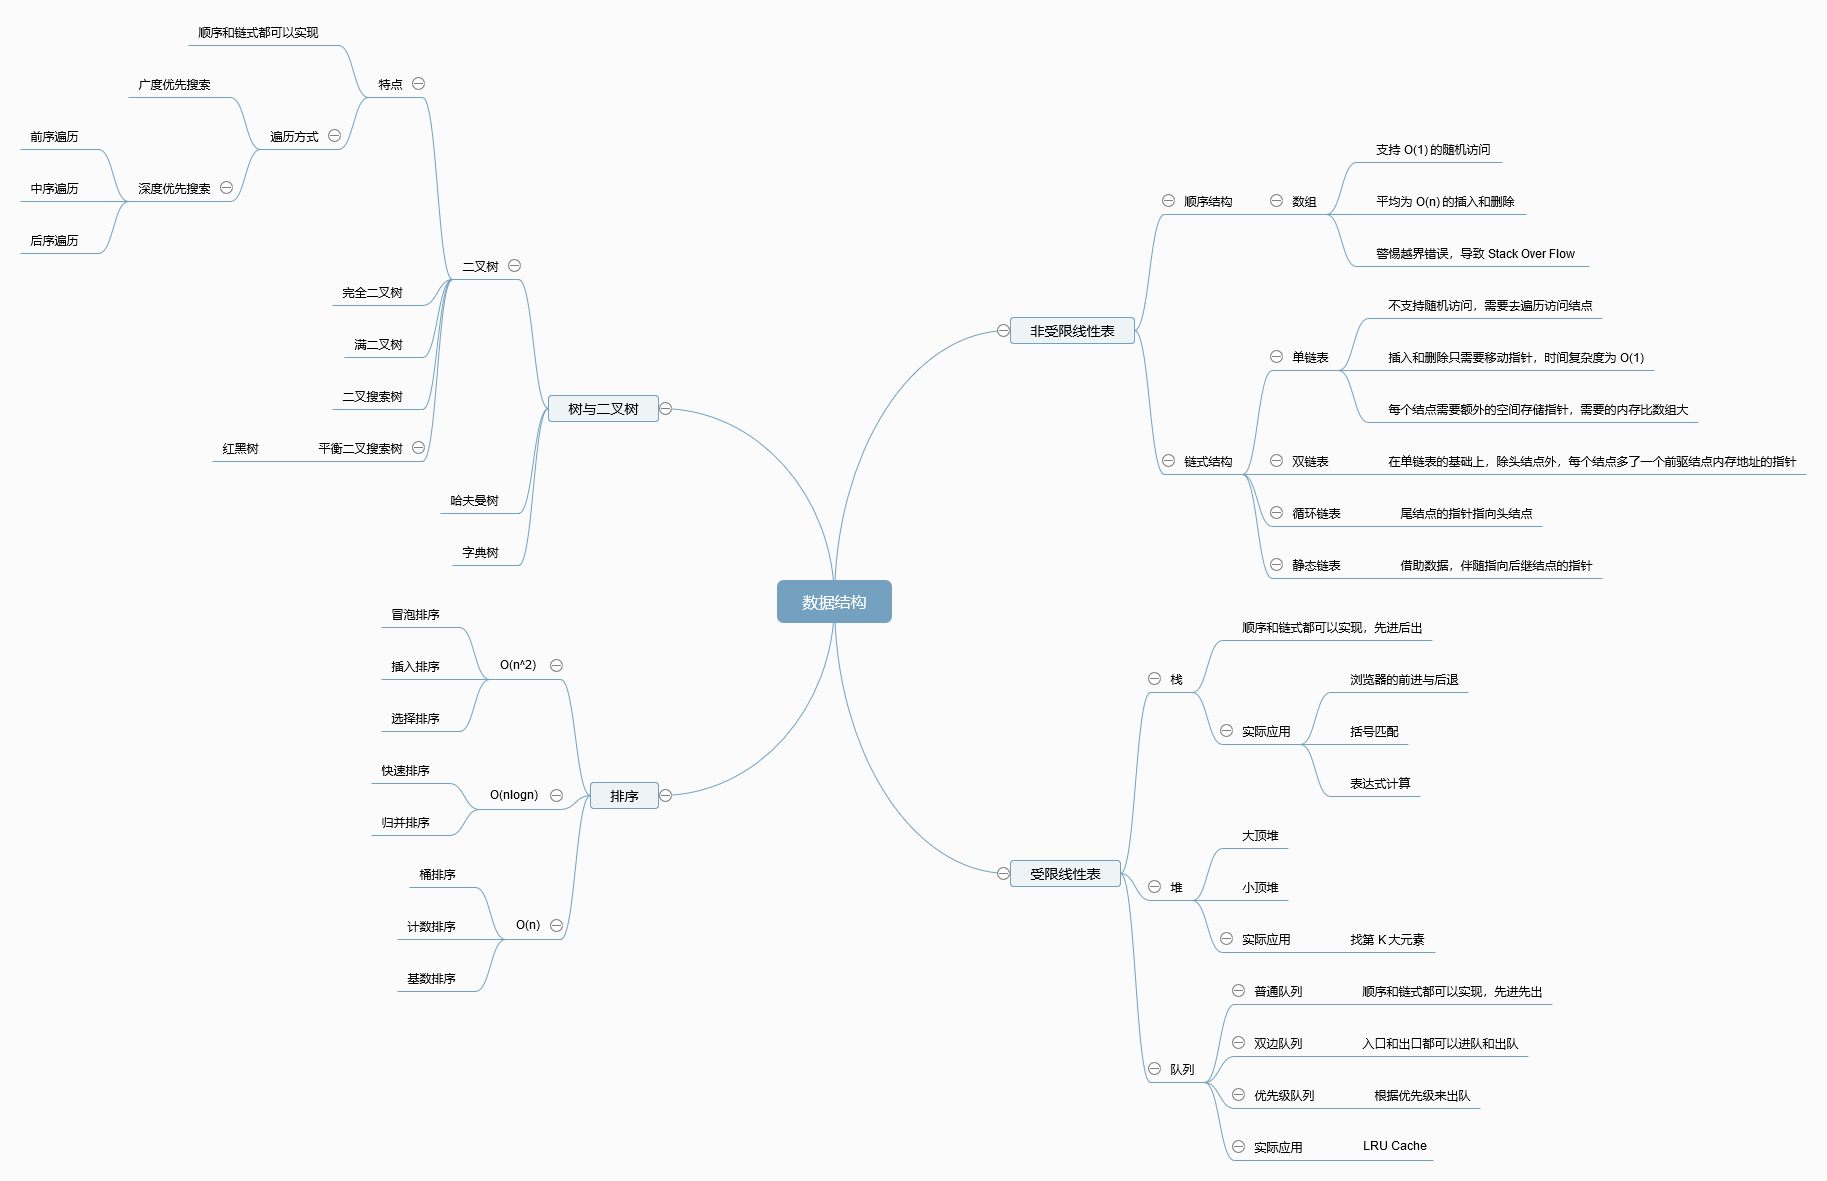 数据结构
非受限线性表
顺序结构
数组
支持 O(1) 的随机访问
平均为 O(n) 的插入和删除
警惕越界错误，导致 Stack Over Flow
链式结构
单链表
不支持随机访问，需要去遍历访问结点
插入和删除只需要移动指针，时间复杂度为 O(1)
每个结点需要额外的空间存储指针，需要的内存比数组大
双链表
在单链表的基础上，除头结点外，每个结点多了一个前驱结点内存地址的指针
循环链表
尾结点的指针指向头结点
静态链表
借助数据，伴随指向后继结点的指针
受限线性表
栈
顺序和链式都可以实现，先进后出
实际应用
浏览器的前进与后退
括号匹配
表达式计算
堆
大顶堆
小顶堆
实际应用
找第 K 大元素
队列
普通队列
顺序和链式都可以实现，先进先出
双边队列
入口和出口都可以进队和出队
优先级队列
根据优先级来出队
实际应用
LRU Cache
树与二叉树
二叉树
特点
顺序和链式都可以实现
遍历方式
广度优先搜索
深度优先搜索
前序遍历
中序遍历
后序遍历
完全二叉树
满二叉树
二叉搜索树
平衡二叉搜索树
红黑树
哈夫曼树
字典树
排序
O(n^2)
冒泡排序
插入排序
选择排序
O(nlogn)
快速排序
归并排序
O(n)
桶排序
计数排序
基数排序